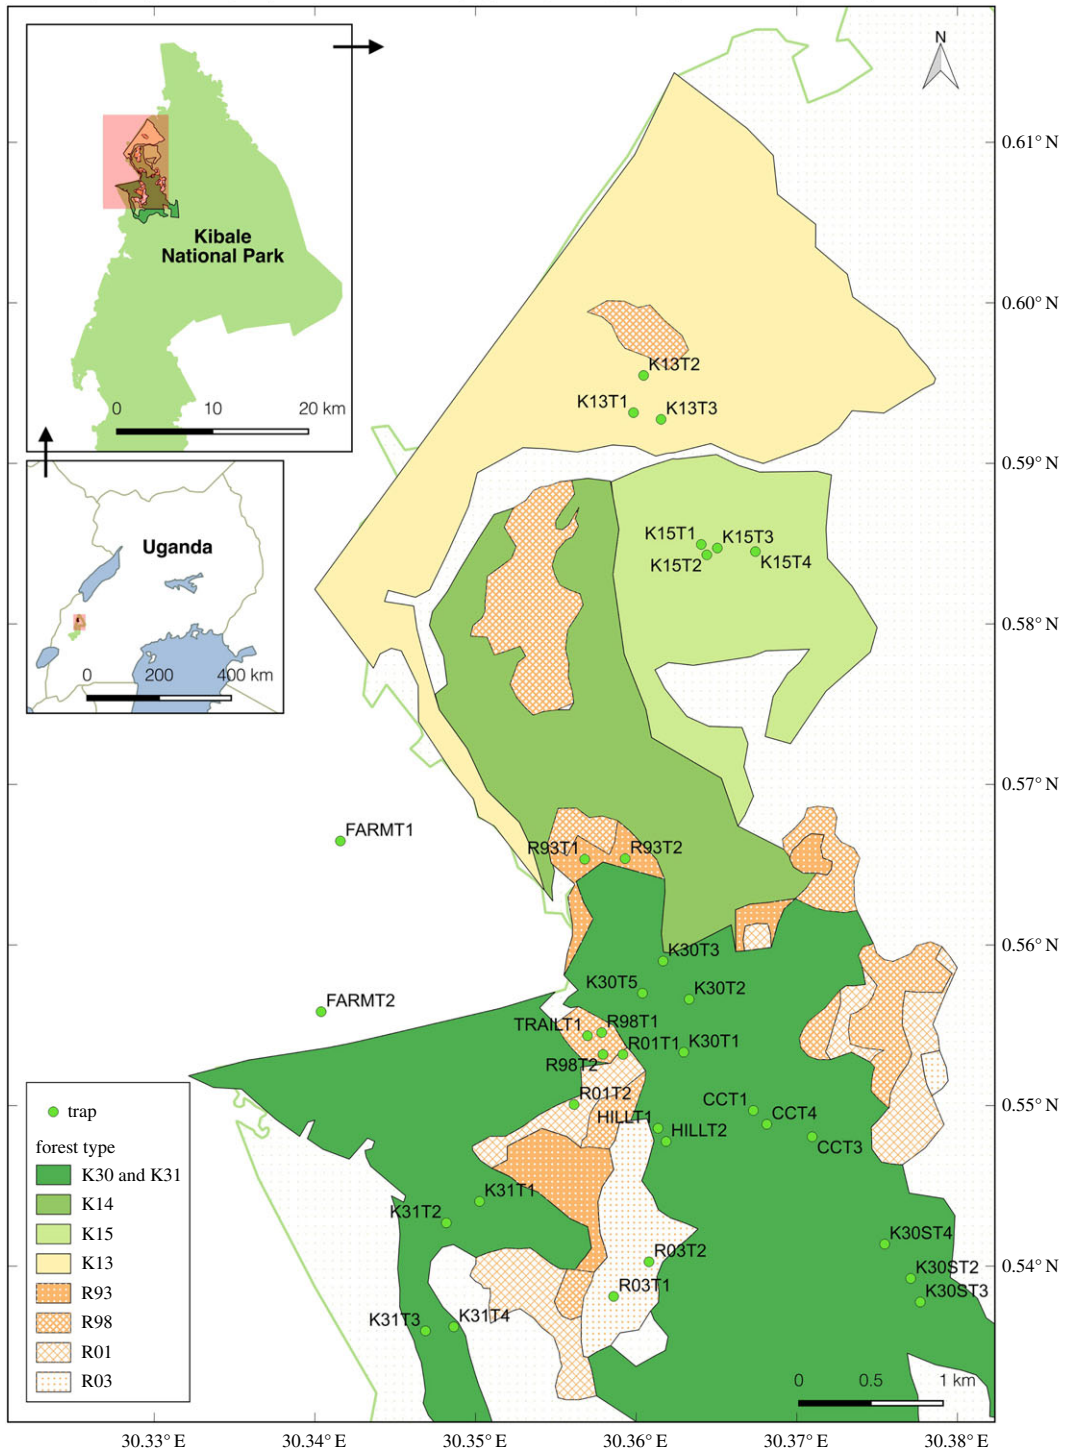 N
0.61° N
Kibale
National Park
0.60° N
K13T2
K13T1
K13T3
0 10 20 km
0.59° N
Uganda
K15T1
K15T3
K15T2
K15T4
0.58° N
0 200 400 km
0.57° N
FARMT1
R93T1
R93T2
0.56° N
K30T3
K30T5
K30T2
FARMT2
TRAILT1
R98T1
R01T1
K30T1
R98T2
R01T2
CCT1
0.55° N
HILLT1
CCT4
HILLT2
CCT3
trap
forest type
K30 and K31
K14
K15
K13
R93
R98
R01
R03
K31T1
K31T2
K30ST4
R03T2
0.54° N
K30ST2
R03T1
K30ST3
K31T3
K31T4
0 0.5 1 km
30.33° E 30.34° E 30.35° E 30.36° E 30.37° E 30.38° E